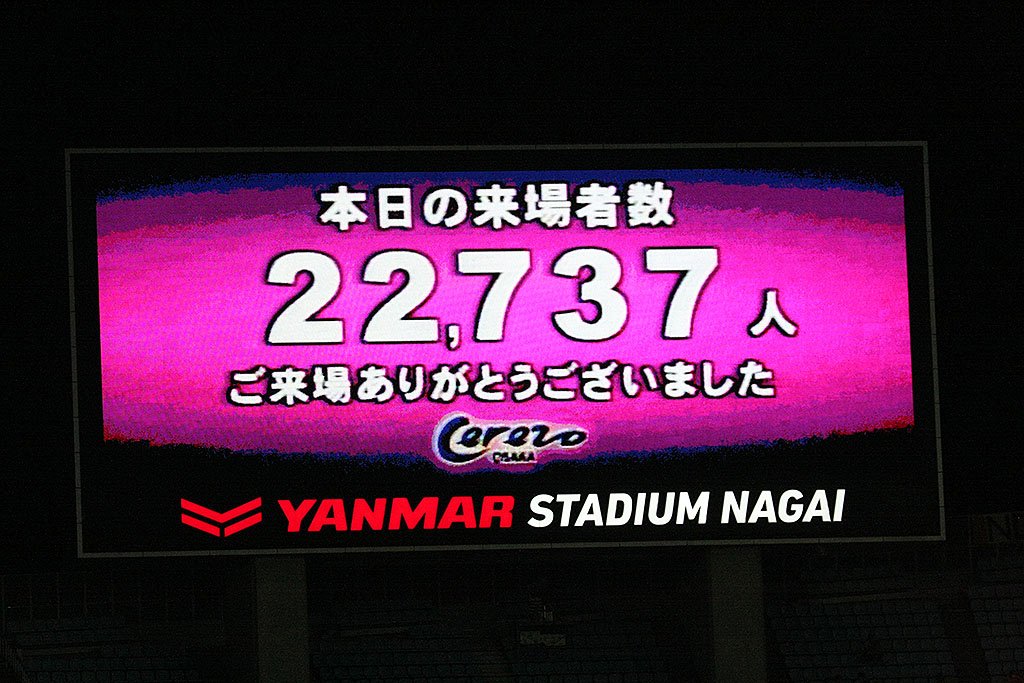 本日の来場者数
22,737人
ご来場ありがとうございました
Cerezo
OSAKA
YANMAR STADIUM NAGAI